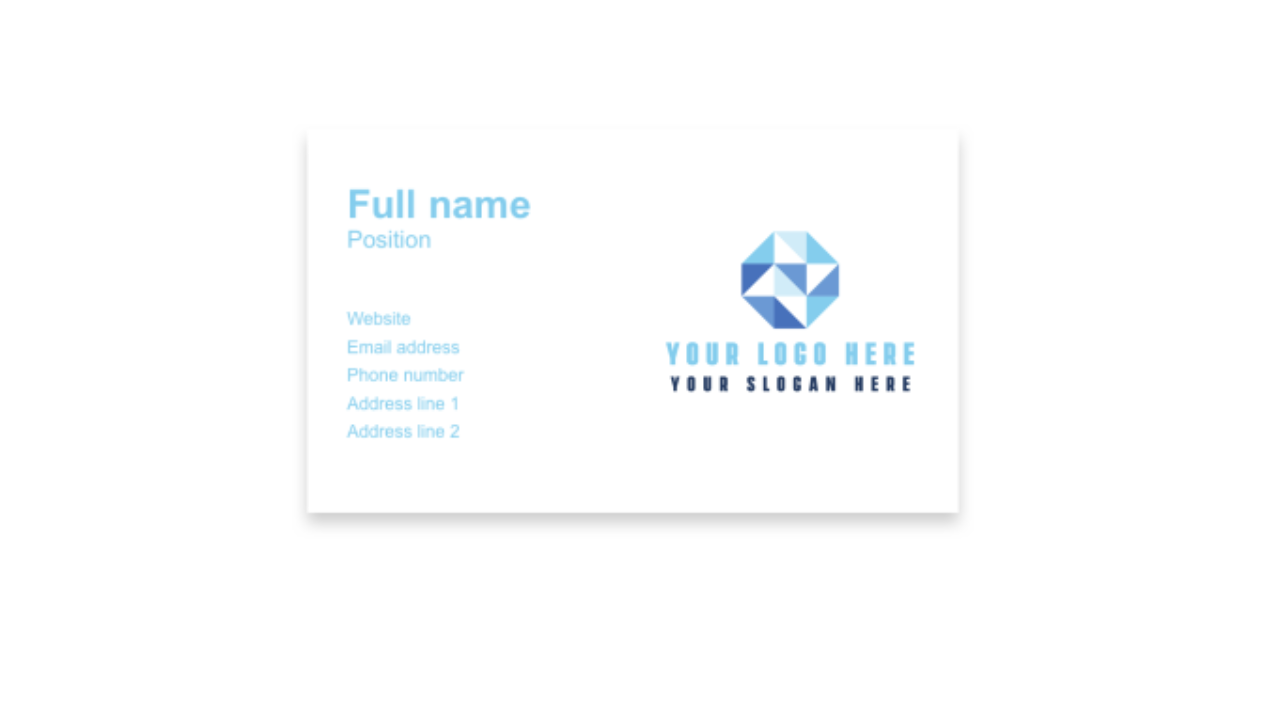 Full name
Position
Website
Email address
Phone number
Address line 1
Address line 2
YOUR LOGO HERE
YOUR SLOGAN HERE